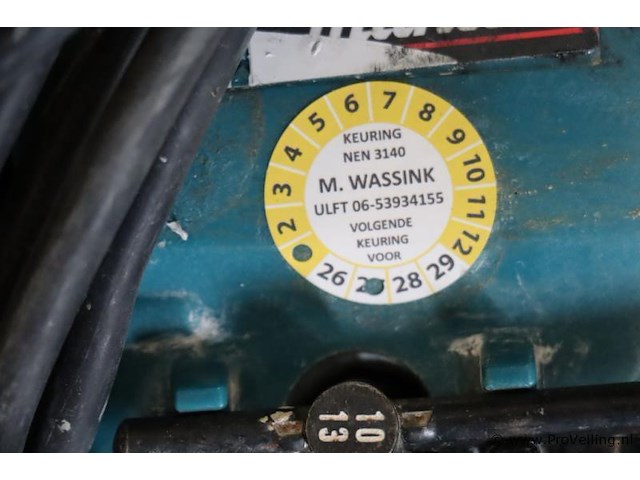 2 3 4 5 6 7 8 9 10 11 12
KEURING
NEN 3140
M. WASSINK
ULFT 06-53934155
VOLGENDE
KEURING
VOOR
26 28 29
10
13
www.ProVeiling.nl